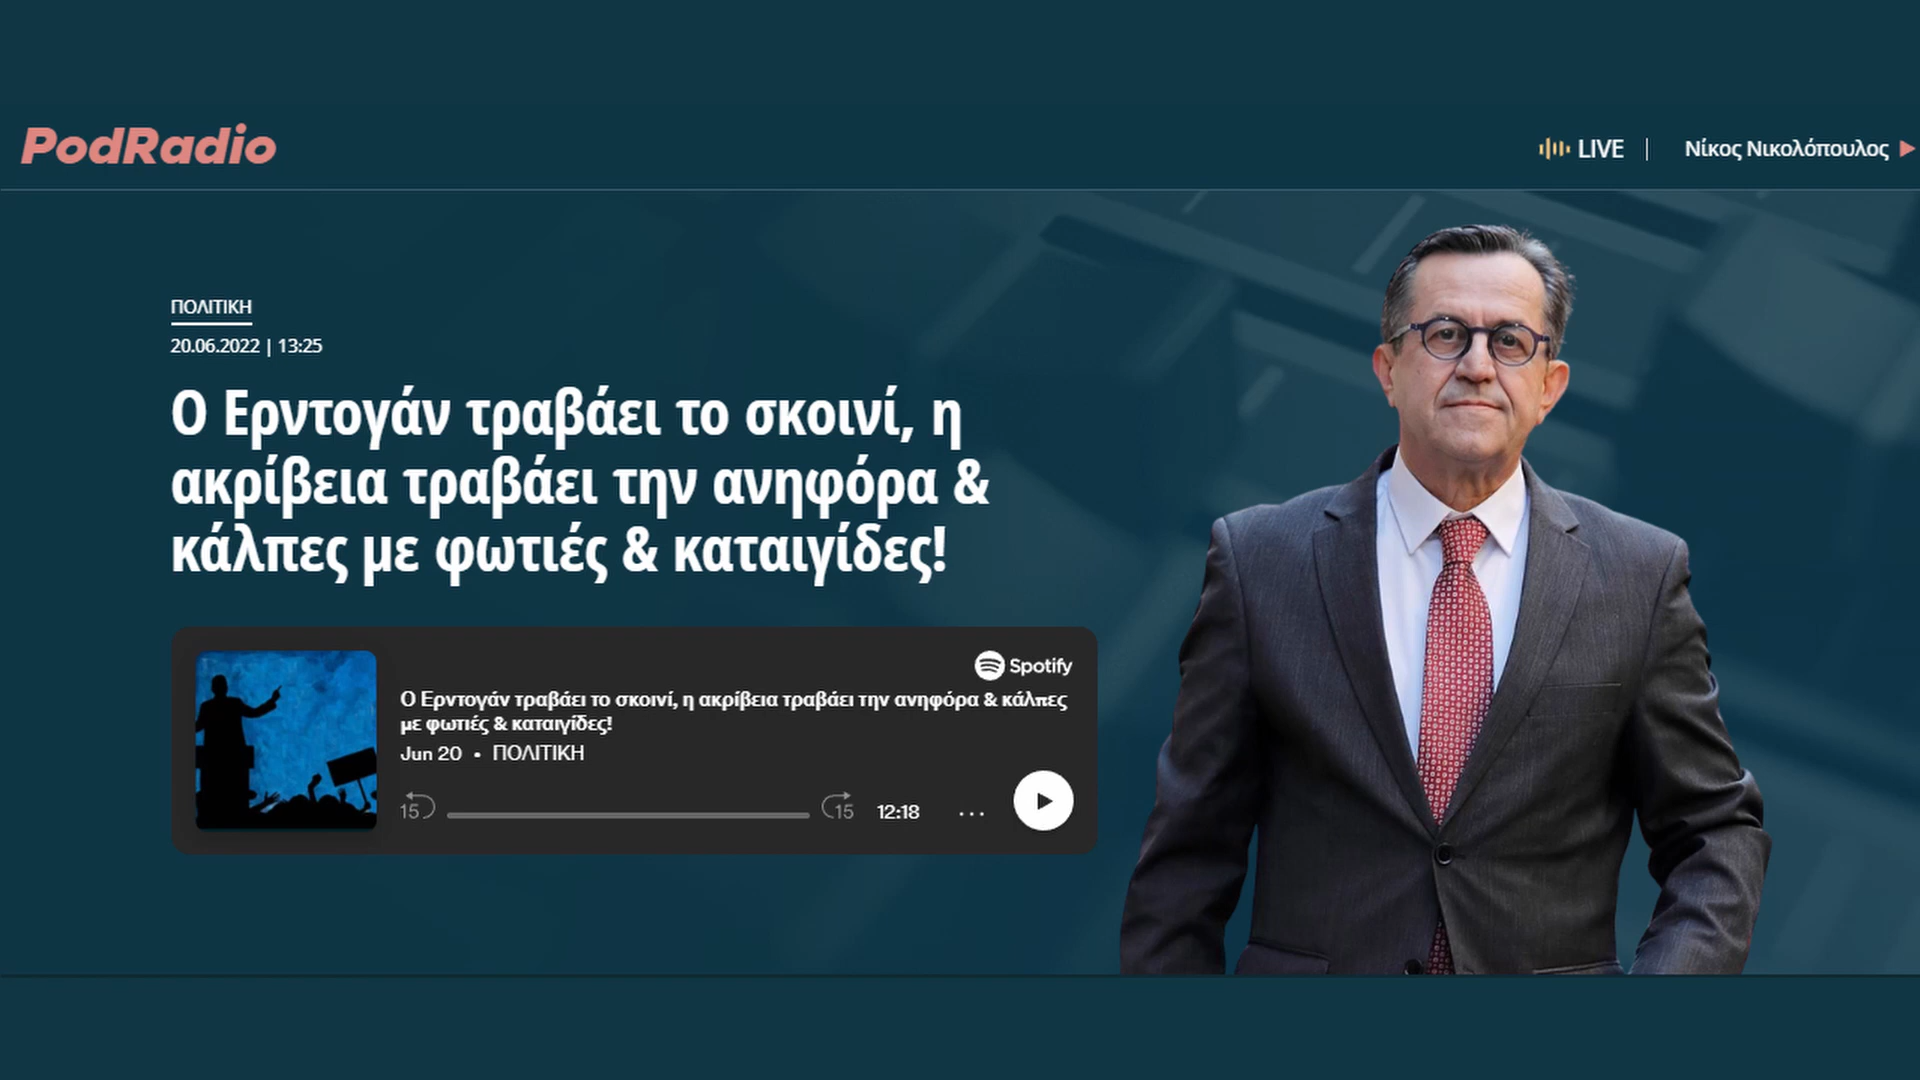 PodRadio
LIVE | Νίκος Νικολόπουλος
ΠΟΛΙΤΙΚΗ
20.06.2022 | 13:25
Ο Ερντογάν τραβάει το σκοινί, η
ακρίβεια τραβάει την ανηφόρα &
κάλπες με φωτιές & καταιγίδες!
Spotify
Ο Ερντογάν τραβάει το σκοινί, η ακρίβεια τραβάει την ανηφόρα & κάλπες
με φωτιές & καταιγίδες!
Jun 20 • ΠΟΛΙΤΙΚΗ
15 15 12:18 ...